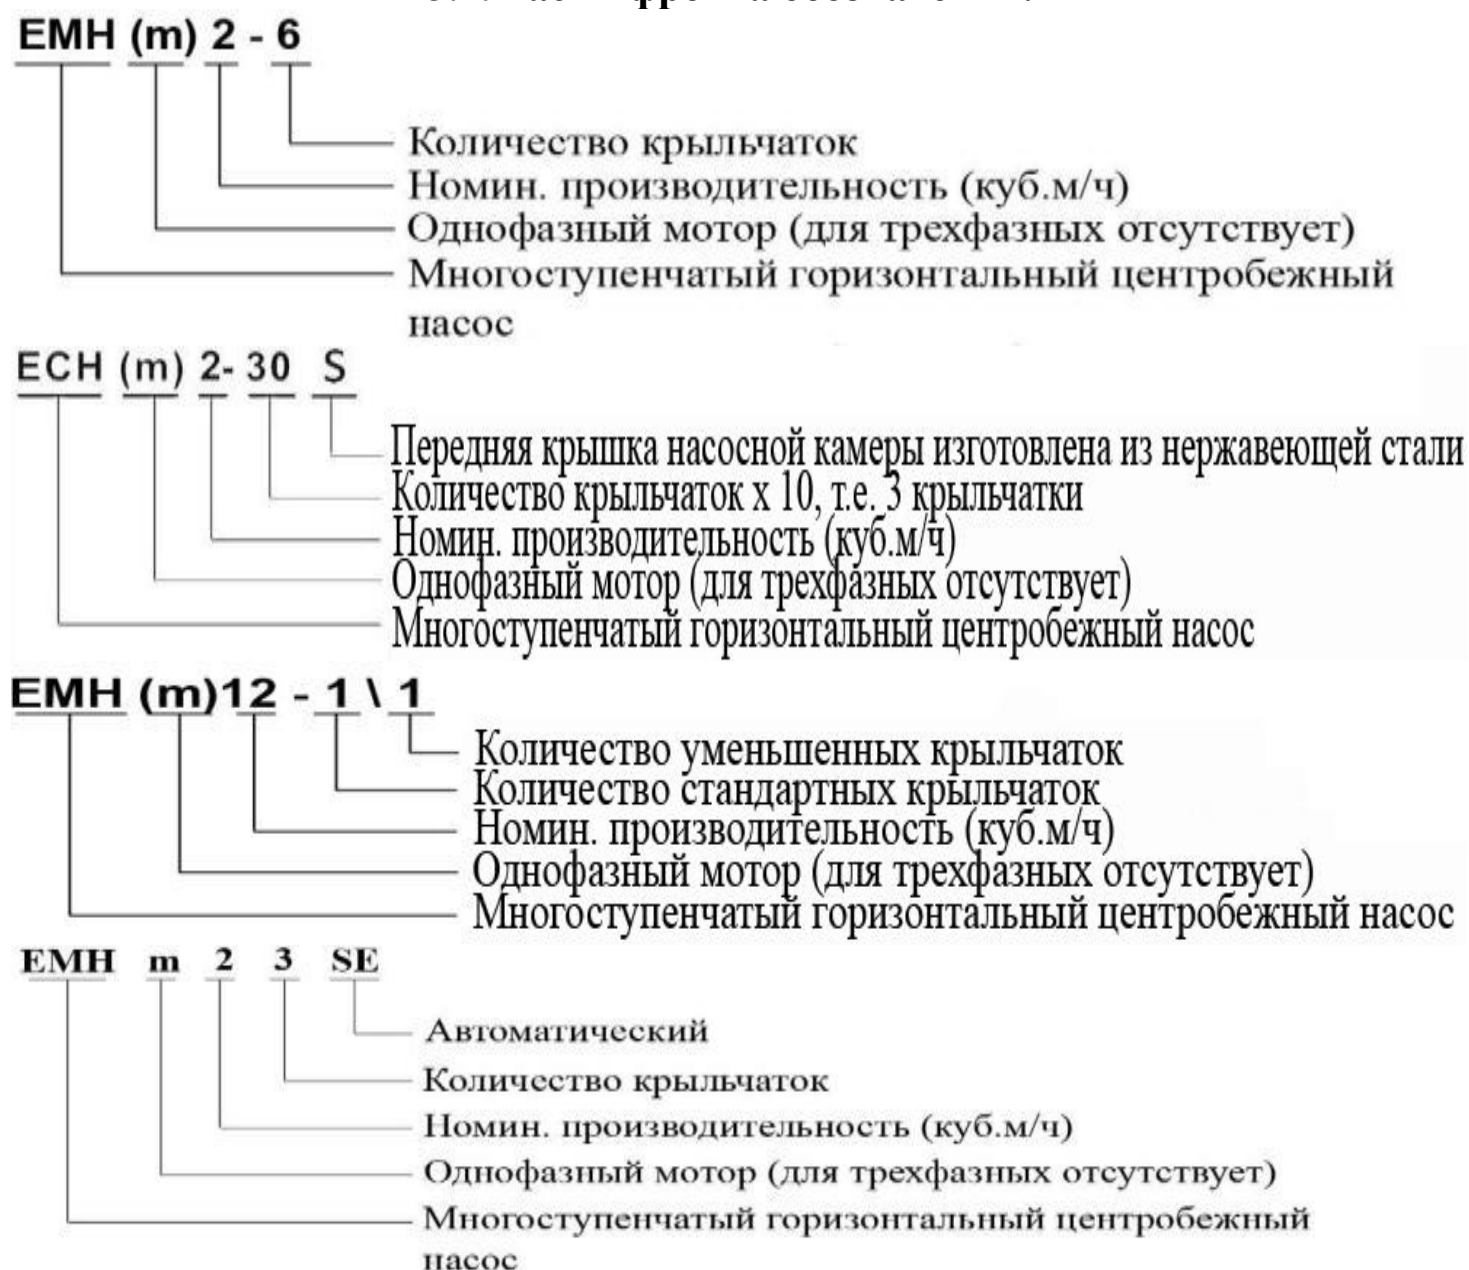 EMH (m) 2 - 6
Количество крыльчаток
Номин. производительность (куб.м/ч)
Однофазный мотор (для трехфазных отсутствует)
Многоступенчатый горизонтальный центробежный
насос
ECH (m) 2- 30 S
Передняя крышка насосной камеры изготовлена из нержавеющей стали
Количество крыльчаток х 10, т.е. 3 крыльчатки
Номин. производительность (куб.м/ч)
Однофазный мотор (для трехфазных отсутствует)
Многоступенчатый горизонтальный центробежный насос
EMH (m)12 - 1 \ 1
Количество уменьшенных крыльчаток
Количество стандартных крыльчаток
Номин. производительность (куб.м/ч)
Однофазный мотор (для трехфазных отсутствует)
Многоступенчатый горизонтальный центробежный насос
EMH m 2 3 SE
Автоматический
Количество крыльчаток
Номин. производительность (куб.м/ч)
Однофазный мотор (для трехфазных отсутствует)
Многоступенчатый горизонтальный центробежный
насос